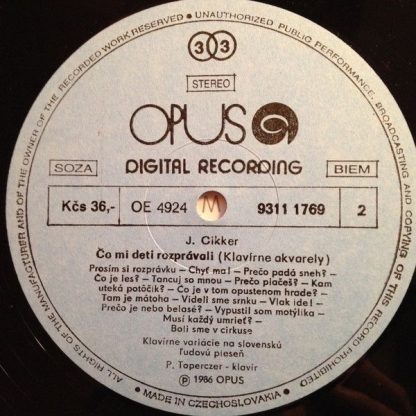 ALL RIGHTS OF THE MANUFACTURER AND OF THE OWNER OF THE RECORDED WORK RESERVED • UNAUTHORIZED PUBLIC PERFORMANCE, BROADCASTING AND COPYING OF THIS RECORD PROHIBITED
• MADE IN CZECHOSLOVAKIA •
33
STEREO
OPUS
DIGITAL RECORDING
SOZA
BIEM
Kčs 36,- OE 4924 M 9311 1769 2
J. Cikker
Čo mi deti rozprávali (Klavírne akvarely)
Prosím si rozprávku — Chyť ma! — Prečo padá sneh? —
Čo je les? — Tancuj so mnou — Prečo plačeš? — Kam
uteká potôčik? — Čo je v tom opustenom hrade? —
Tam je mátoha — Videli sme srnku — Vlak ide! —
Prečo je nebo belasé? — Vypustil som motýlika —
Musí každý umrieť? —
Boli sme v cirkuse
Klavírne variácie na slovenskú
ľudovú pieseň
P. Toperczer - klavír
Ⓟ 1986 OPUS